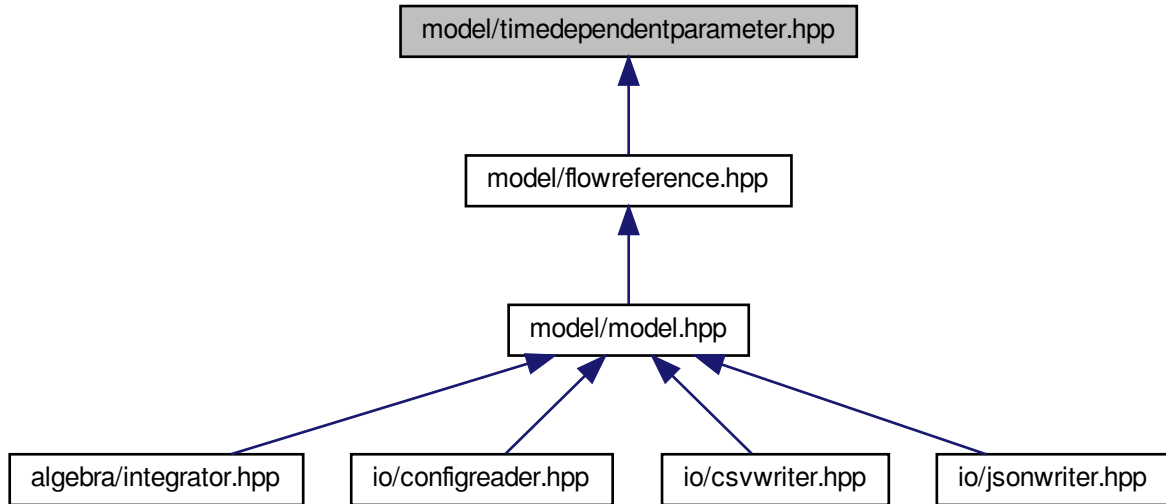 model/timedependentparameter.hpp
model/flowreference.hpp
model/model.hpp
algebra/integrator.hpp
io/configreader.hpp
io/csvwriter.hpp
io/jsonwriter.hpp